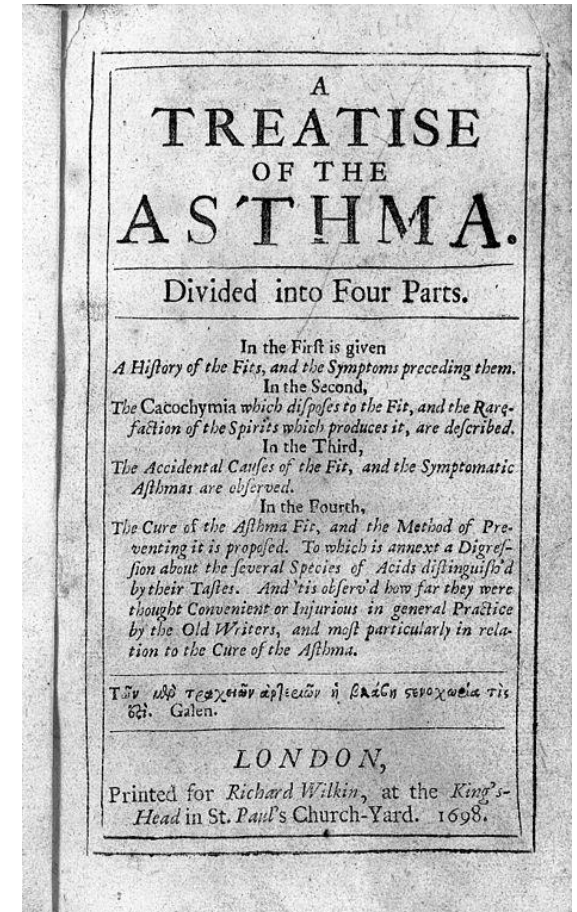 A
TREATISE
OF THE
ASTHMA.
Divided into Four Parts.
In the Firſt is given
A Hiſtory of the Fits, and the Symptoms preceding them.
In the Second,
The Cacochymia which diſpoſes to the Fit, and the Rare-
faction of the Spirits which produces it, are deſcribed.
In the Third,
The Accidental Cauſes of the Fit, and the Symptomatic
Aſthmas are obſerved.
In the Fourth,
The Cure of the Aſthma Fit, and the Method of Pre-
venting it is propoſed. To which is annext a Digreſ-
ſion about the ſeveral Species of Acids diſtinguiſh'd
by their Taſtes. And 'tis obſerv'd how far they were
thought Convenient or Injurious in general Practice
by the Old Writers, and moſt particularly in rela-
tion to the Cure of the Aſthma.
Τῶν τραχειῶν ἀρτεριῶν ἡ βλάβη ςενοχωρία τὶς
Galen.
LONDON,
Printed for Richard Wilkin, at the King's-
Head in St. Paul's Church-Yard. 1698.